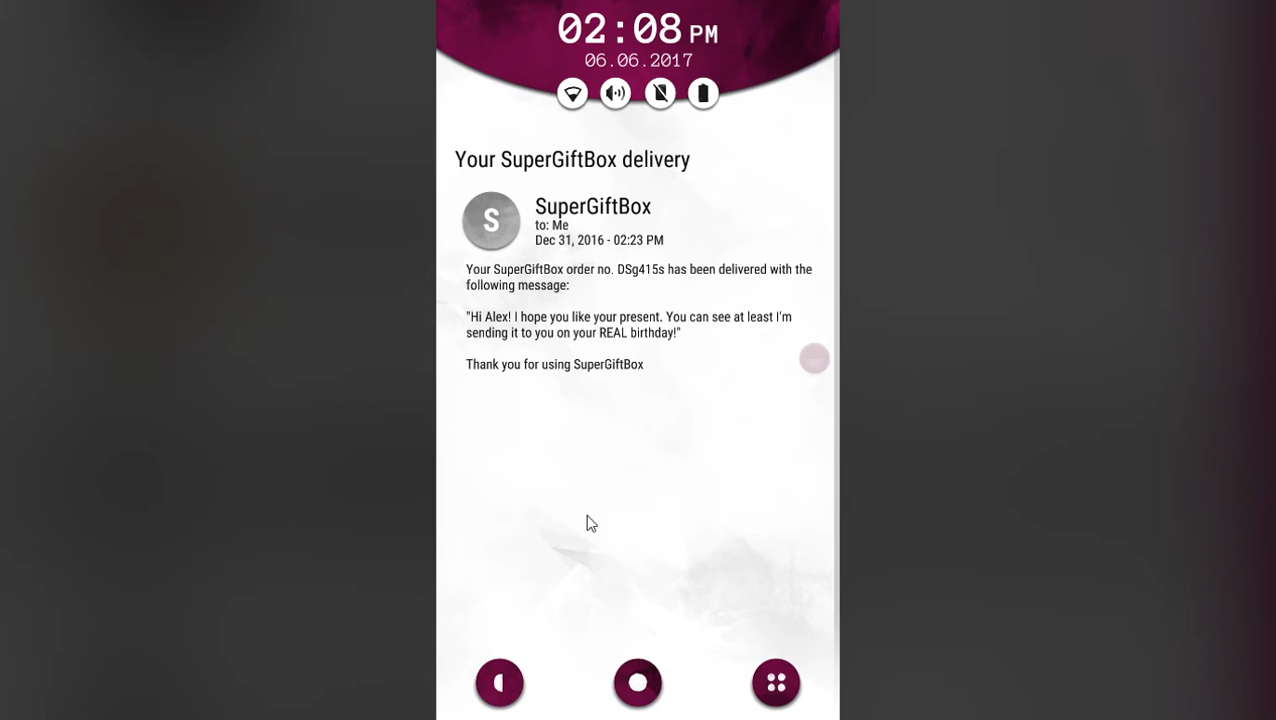 02:08 PM
06.06.2017
Your SuperGiftBox delivery
S
SuperGiftBox
to: Me
Dec 31, 2016 - 02:23 PM
Your SuperGiftBox order no. DSg415s has been delivered with the
following message:
"Hi Alex! I hope you like your present. You can see at least I'm
sending it to you on your REAL birthday!"
Thank you for using SuperGiftBox